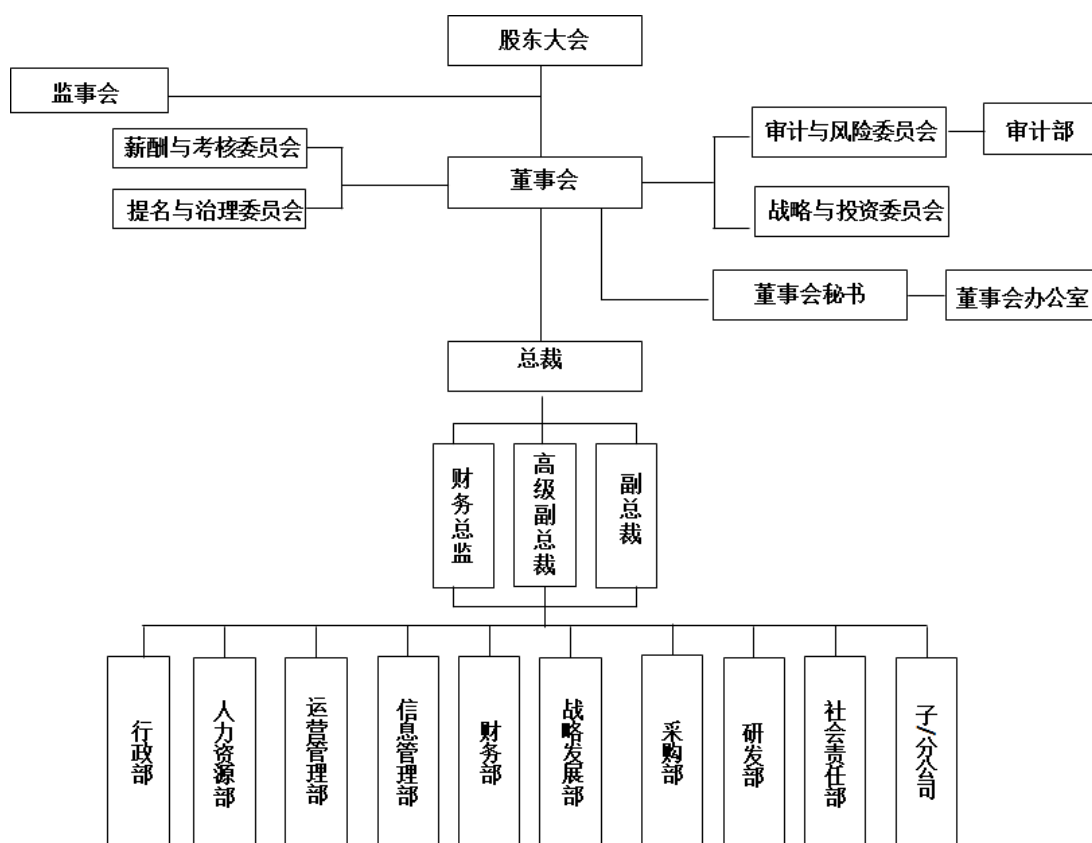 股东大会
监事会
薪酬与考核委员会
提名与治理委员会
董事会
审计与风险委员会
审计部
战略与投资委员会
董事会秘书
董事会办公室
总裁
财务总监
高级副总裁
副总裁
行政部
人力资源部
运营管理部
信息管理部
财务部
战略发展部
采购部
研发部
社会责任部
子/分公司